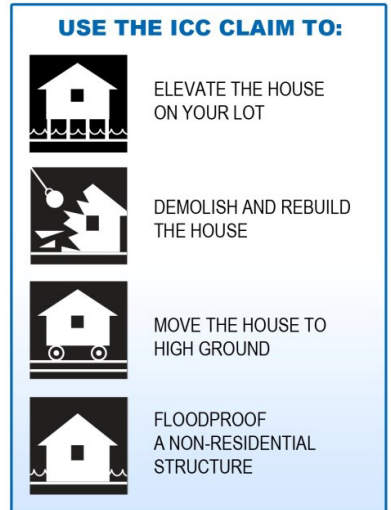 USE THE ICC CLAIM TO:
ELEVATE THE HOUSE
ON YOUR LOT
DEMOLISH AND REBUILD
THE HOUSE
MOVE THE HOUSE TO
HIGH GROUND
FLOODPROOF
A NON-RESIDENTIAL
STRUCTURE